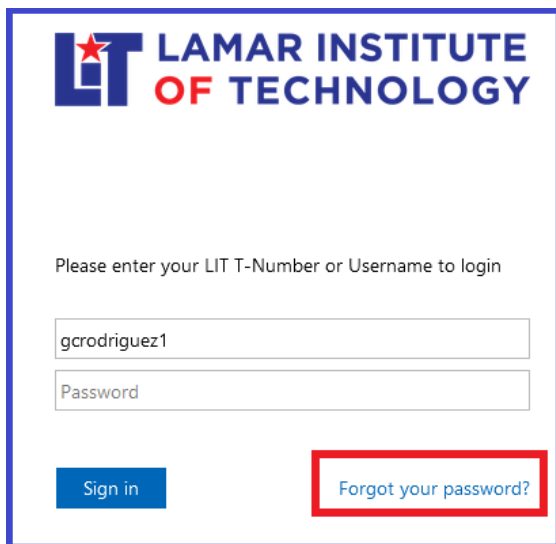 LIT LAMAR INSTITUTE
OF TECHNOLOGY
Please enter your LIT T-Number or Username to login
gcrodriguez1
Password
Sign in
Forgot your password?